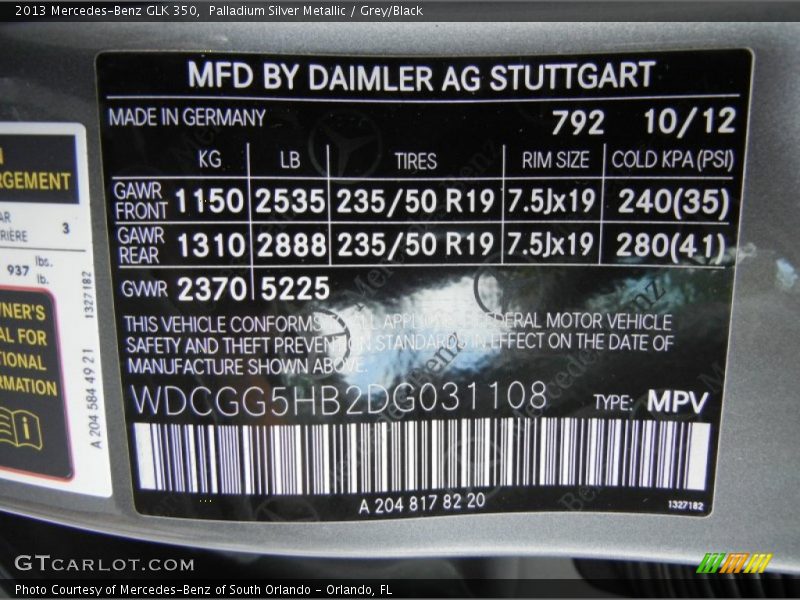 2013 Mercedes-Benz GLK 350, Palladium Silver Metallic / Grey/Black
MFD BY DAIMLER AG STUTTGART
MADE IN GERMANY 792 10/12
KG LB TIRES RIM SIZE COLD KPA(PSI)
GAWR FRONT 1150 2535 235/50 R19 7.5Jx19 240(35)
GAWR REAR 1310 2888 235/50 R19 7.5Jx19 280(41)
GVWR 2370 5225
THIS VEHICLE CONFORMS TO ALL APPLICABLE FEDERAL MOTOR VEHICLE
SAFETY AND THEFT PREVENTION STANDARDS IN EFFECT ON THE DATE OF
MANUFACTURE SHOWN ABOVE.
WDCGG5HB2DG031108 TYPE: MPV
A 204 817 82 20 1327182
3
937 lbs.
lb.
FOR
1327182
A 204 584 49 21
GTCARLOT.COM
Photo Courtesy of Mercedes-Benz of South Orlando - Orlando, FL